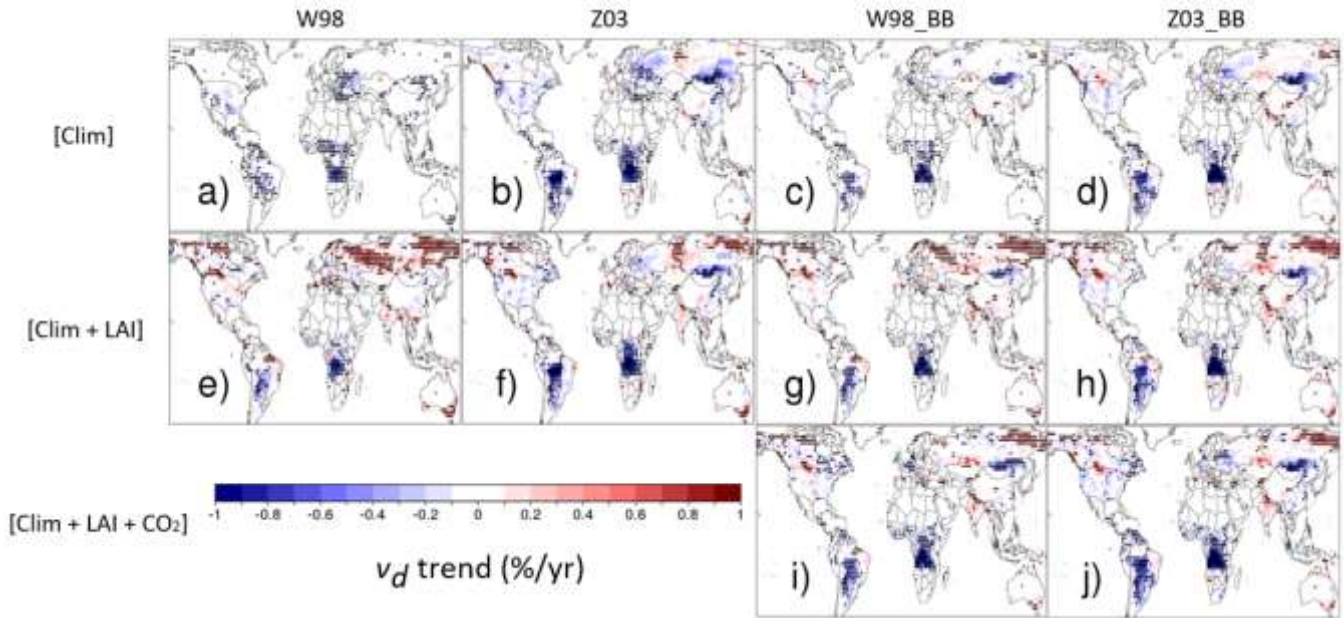 W98 Z03 W98_BB Z03_BB
[Clim] a) b) c) d)
[Clim + LAI] e) f) g) h)
[Clim + LAI + CO₂] i) j)
-1 -0.8 -0.6 -0.4 -0.2 0 0.2 0.4 0.6 0.8 1
v_d trend (%/yr)